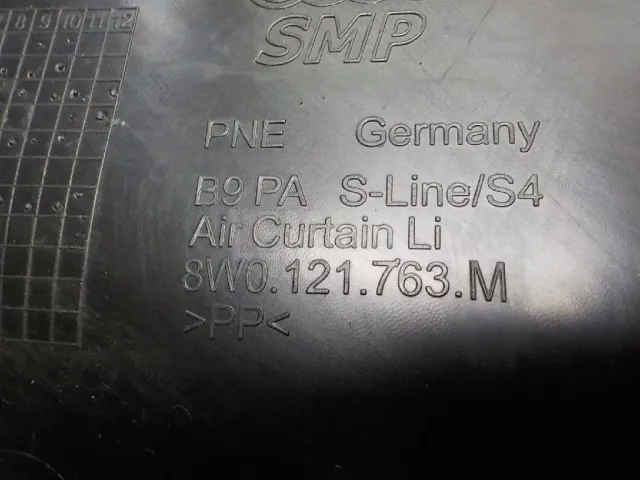 7 8 9 10 11 12
SMP
PNE Germany
B9 PA S-Line/S4
Air Curtain Li
8W0.121.763.M
>PP<